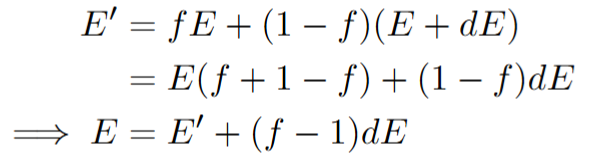 E′ = fE + (1 − f)(E + dE)
= E(f + 1 − f) + (1 − f)dE
⟹ E = E′ + (f − 1)dE